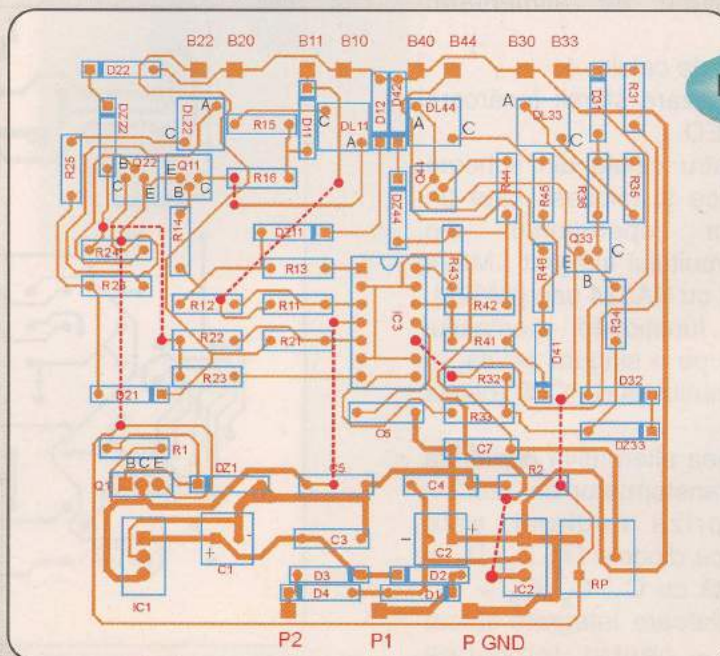 B22 B20 B11 B10 B40 B44 B30 B33
D22
DZ22
DL22 A
C
R15
D11
C
DL11
A
D12
D42
A
DL44
C
A
DL33
C
D31
R31
R25
B Q22
C E
E Q11
B C
R16
Q41
DZ44
R44
R45
R36
R35
R14
DZ11
Q33
C
E
B
R24
R13
R43
R46
R23
IC3
R12
R11
R42
R34
R22
R21
R41
D41
R23
R32
D21
R33
D32
DZ33
C6
R1
C7
Q1
BCE
DZ1
C5
C4
R2
C3
+
C1
-
-
C2
+
IC1
IC2
RP
D3
D4
D2
D1
P2 P1 P GND